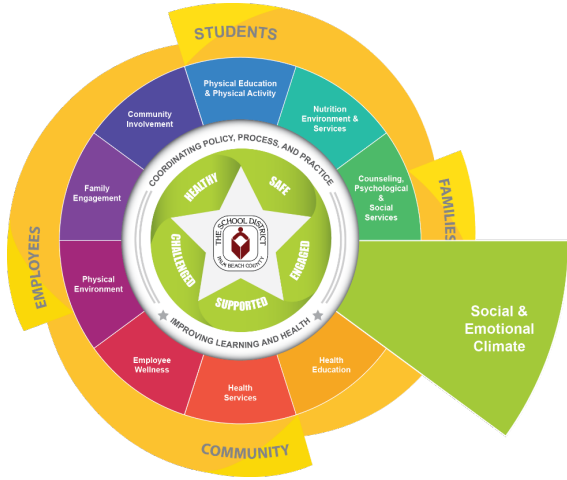 STUDENTS
Physical Education
& Physical Activity
Nutrition
Environment &
Services
Counseling,
Psychological
& Social
Services
FAMILIES
Social &
Emotional
Climate
Health
Education
Health
Services
COMMUNITY
Employee
Wellness
Physical
Environment
EMPLOYEES
Family
Engagement
Community
Involvement
COORDINATING POLICY, PROCESS, AND PRACTICE
IMPROVING LEARNING AND HEALTH
HEALTHY
SAFE
ENGAGED
SUPPORTED
CHALLENGED
THE SCHOOL DISTRICT
PALM BEACH COUNTY